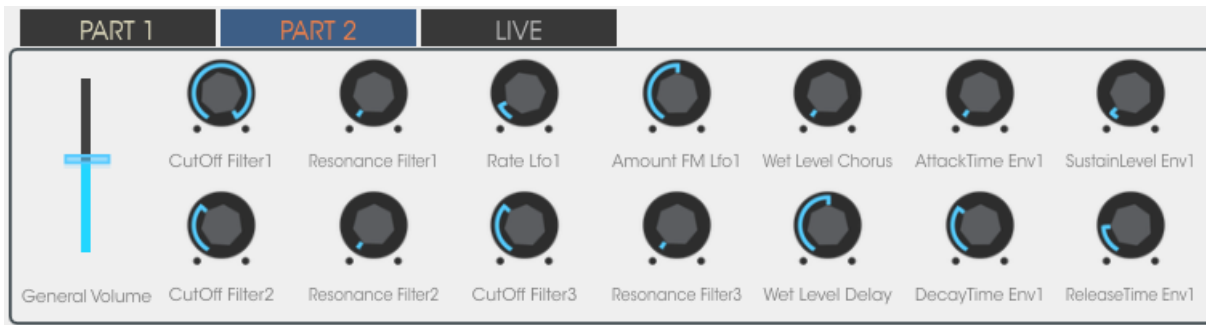 PART 1 PART 2 LIVE
CutOff Filter1 Resonance Filter1 Rate Lfo1 Amount FM Lfo1 Wet Level Chorus AttackTime Env1 SustainLevel Env1
General Volume CutOff Filter2 Resonance Filter2 CutOff Filter3 Resonance Filter3 Wet Level Delay DecayTime Env1 ReleaseTime Env1